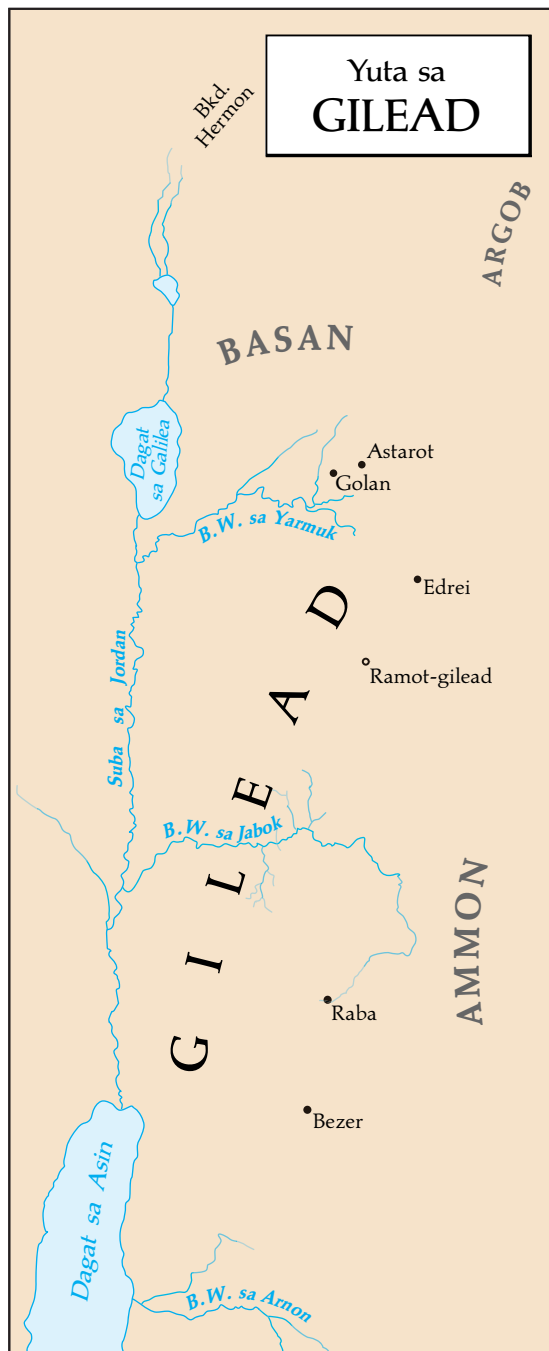 Yuta sa
GILEAD
Bkd.
Hermon
ARGOB
BASAN
Dagat
sa Galilea
Astarot
Golan
B.W. sa Yarmuk
Edrei
Ramot-gilead
Suba sa Jordan
GILEAD
B.W. sa Jabok
AMMON
Raba
Bezer
Dagat sa Asin
B.W. sa Arnon